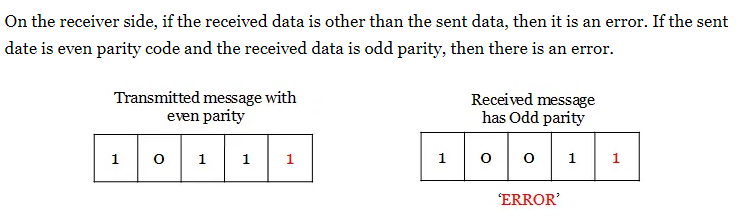 On the receiver side, if the received data is other than the sent data, then it is an error. If the sent
date is even parity code and the received data is odd parity, then there is an error.
Transmitted message with
even parity
1 0 1 1 1
Received message
has Odd parity
1 0 0 1 1
‘ERROR’